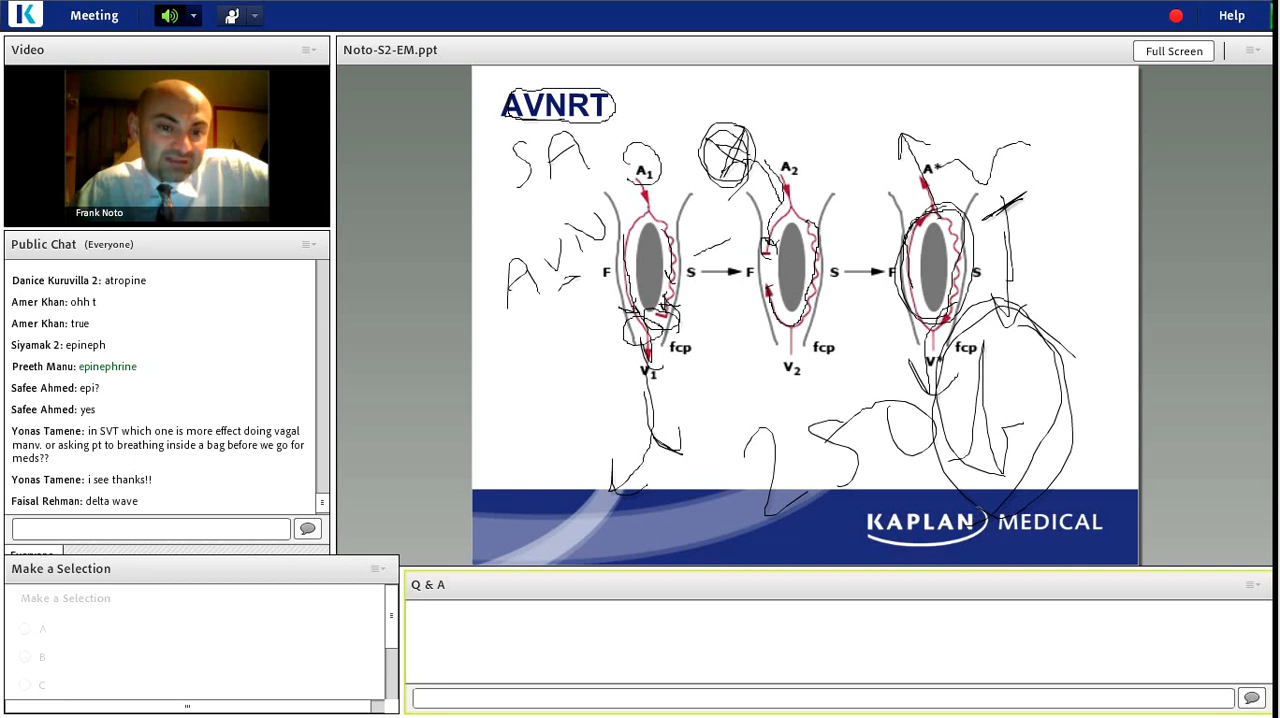 Meeting
Help
Video
Frank Noto
Public Chat (Everyone)
Danice Kuruvilla 2: atropine
Amer Khan: ohh t
Amer Khan: true
Siyamak 2: epineph
Preeth Manu: epinephrine
Safee Ahmed: epi?
Safee Ahmed: yes
Yonas Tamene: in SVT which one is more effect doing vagal
manv. or asking pt to breathing inside a bag before we go for
meds??
Yonas Tamene: i see thanks!!
Faisal Rehman: delta wave
Everyone
Make a Selection
Make a Selection
A
B
C
Noto-S2-EM.ppt
Full Screen
AVNRT
SA
AVN
A1
A2
A*
F
S
F
S
F
S
fcp
fcp
fcp
V1
V2
V*
250
KAPLAN MEDICAL
Q & A